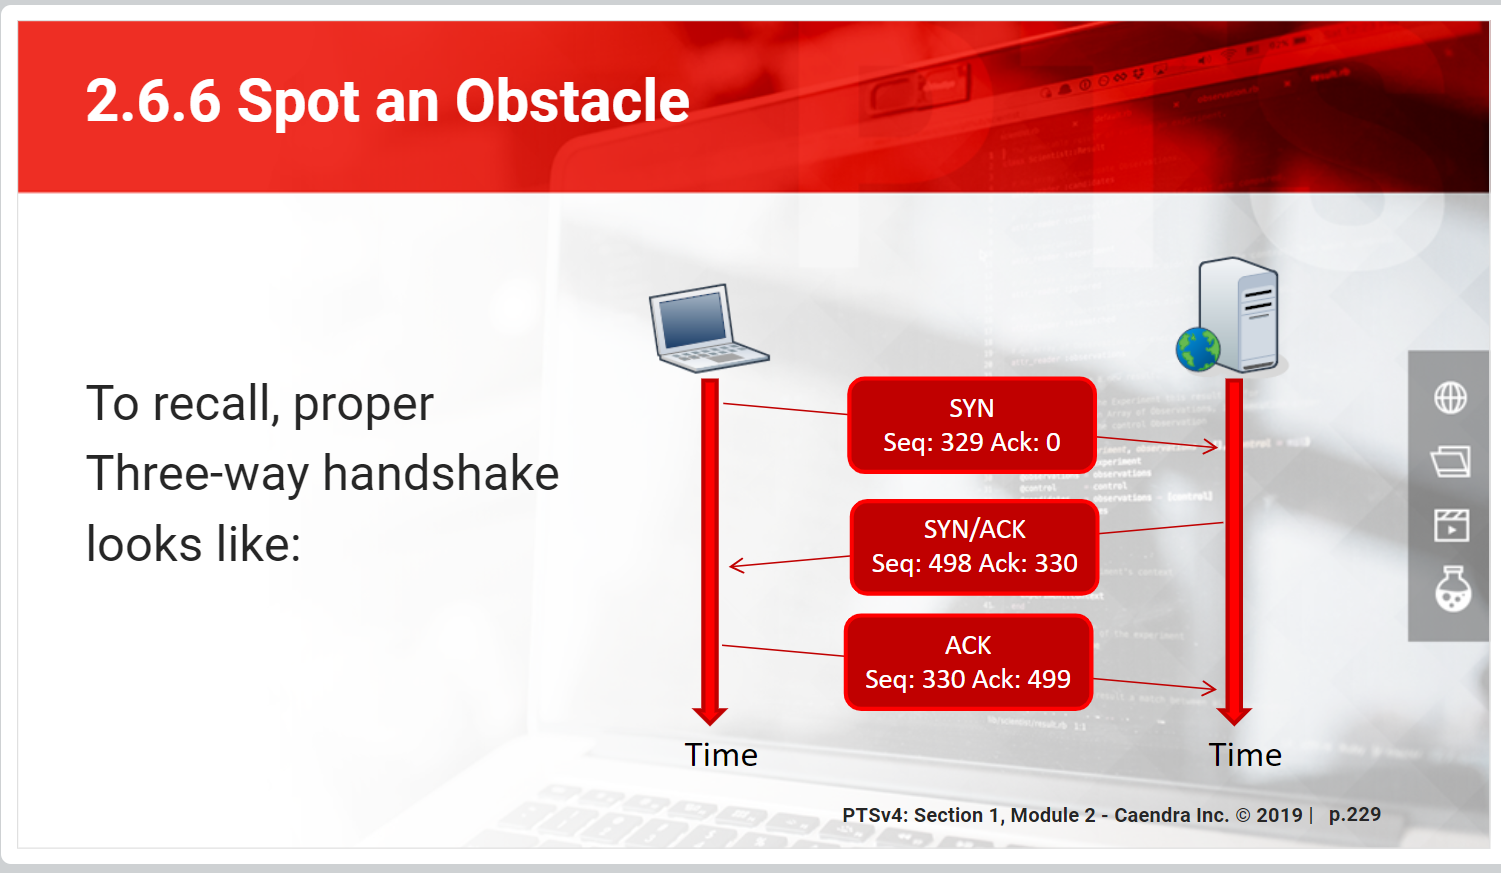 2.6.6 Spot an Obstacle
To recall, proper
Three-way handshake
looks like:
SYN
Seq: 329 Ack: 0
SYN/ACK
Seq: 498 Ack: 330
ACK
Seq: 330 Ack: 499
Time
Time
PTSv4: Section 1, Module 2 - Caendra Inc. © 2019 | p.229